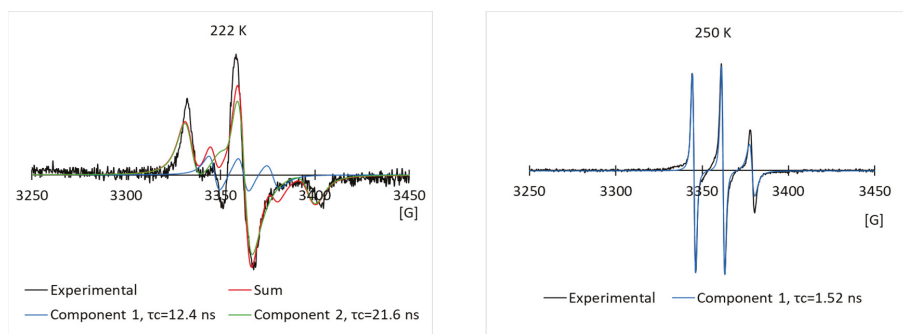 222 K
3250 3300 3350 3400 3450
[G]
Experimental Sum
Component 1, τc=12.4 ns Component 2, τc=21.6 ns
250 K
3250 3300 3350 3400 3450
[G]
Experimental Component 1, τc=1.52 ns